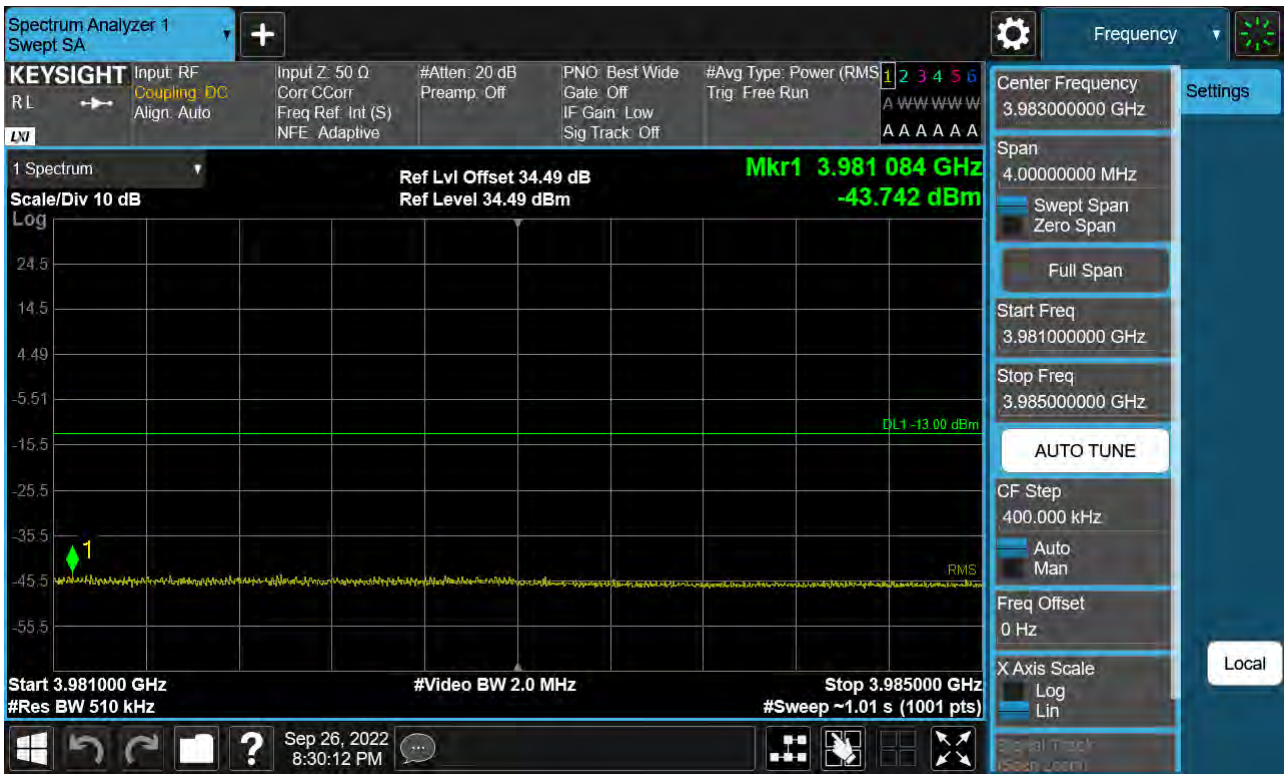 Spectrum Analyzer 1
Swept SA
Frequency
KEYSIGHT
R L
LXI
Input: RF
Coupling: DC
Align: Auto
Input Z: 50 Ω
Corr CCorr
Freq Ref: Int (S)
NFE: Adaptive
#Atten: 20 dB
Preamp: Off
PNO: Best Wide
Gate: Off
IF Gain: Low
Sig Track: Off
#Avg Type: Power (RMS
Trig: Free Run
1 2 3 4 5 6
A W W W W W
A A A A A A
1 Spectrum
Scale/Div 10 dB
Log
Ref Lvl Offset 34.49 dB
Ref Level 34.49 dBm
Mkr1 3.981 084 GHz
-43.742 dBm
24.5
14.5
4.49
-5.51
DL1 -13.00 dBm
-15.5
-25.5
-35.5
1
-45.5
RMS
-55.5
Start 3.981000 GHz
#Res BW 510 kHz
#Video BW 2.0 MHz
Stop 3.985000 GHz
#Sweep ~1.01 s (1001 pts)
Center Frequency
3.983000000 GHz
Settings
Span
4.00000000 MHz
Swept Span
Zero Span
Full Span
Start Freq
3.981000000 GHz
Stop Freq
3.985000000 GHz
AUTO TUNE
CF Step
400.000 kHz
Auto
Man
Freq Offset
0 Hz
X Axis Scale
Log
Lin
Local
Signal Track
(Span Zoom)
?
Sep 26, 2022
8:30:12 PM